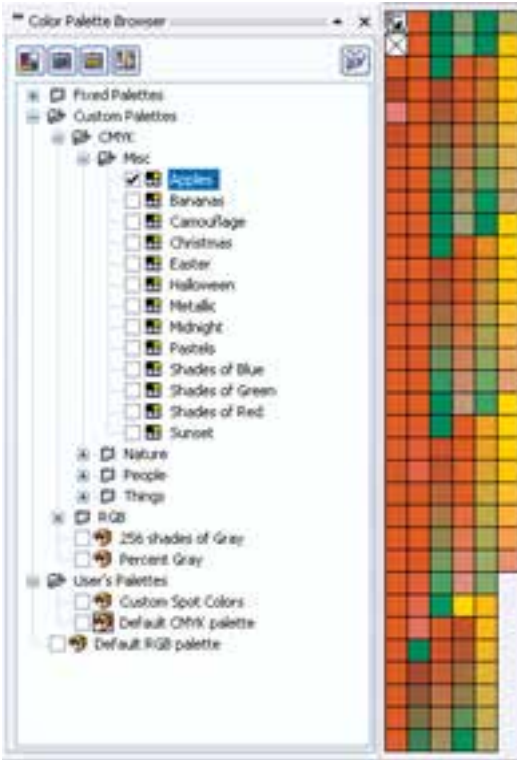 Color Palette Browser
Fixed Palettes
Custom Palettes
CMYK
Misc
Apples
Bananas
Camouflage
Christmas
Easter
Halloween
Metallic
Midnight
Pastels
Shades of Blue
Shades of Green
Shades of Red
Sunset
Nature
People
Things
RGB
256 shades of Gray
Percent Gray
User's Palettes
Custom Spot Colors
Default CMYK palette
Default RGB palette